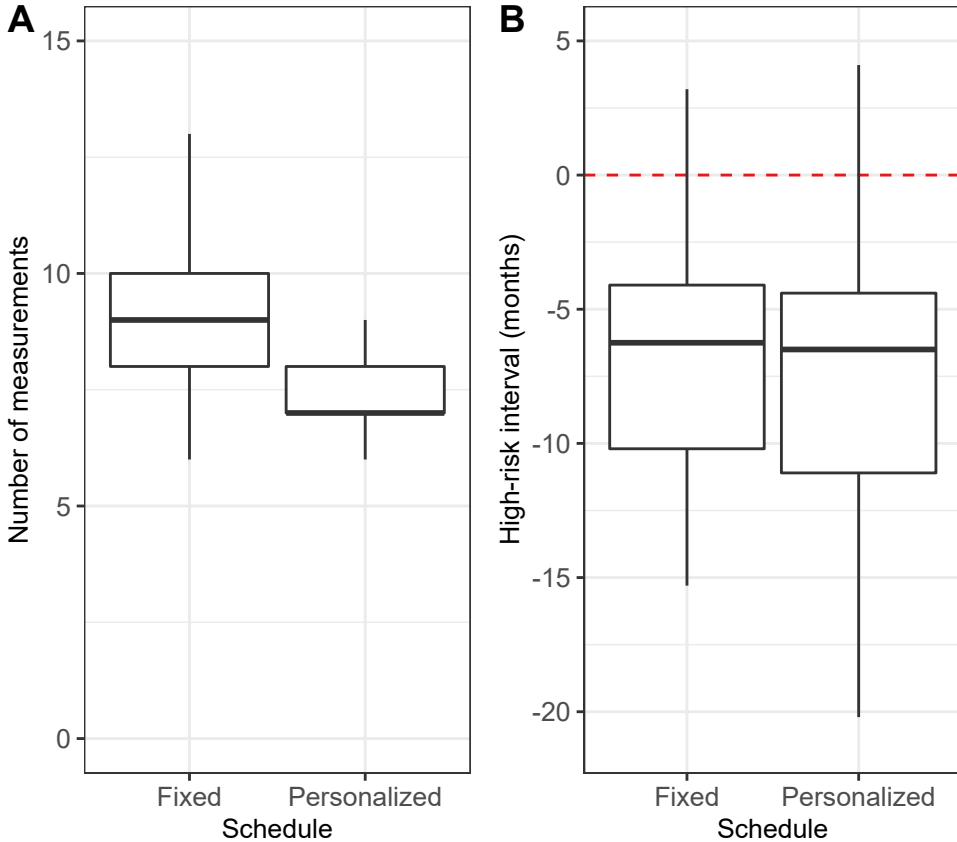 A
Number of measurements
15
10
5
0
Fixed Personalized
Schedule
B
High-risk interval (months)
5
0
-5
-10
-15
-20
Fixed Personalized
Schedule